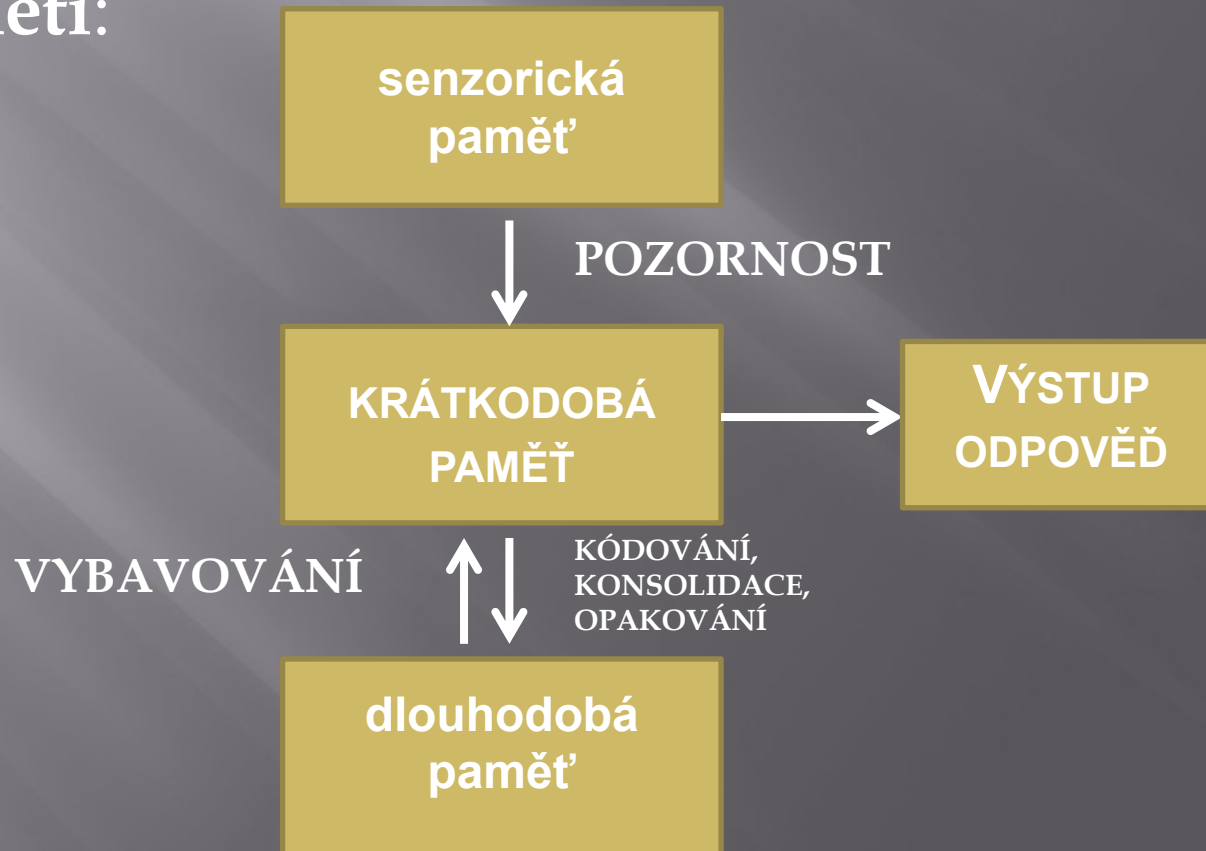 senzorická
paměť
POZORNOST
KRÁTKODOBÁ
PAMĚŤ
VÝSTUP
ODPOVĚĎ
VYBAVOVÁNÍ
KÓDOVÁNÍ,
KONSOLIDACE,
OPAKOVÁNÍ
dlouhodobá
paměť